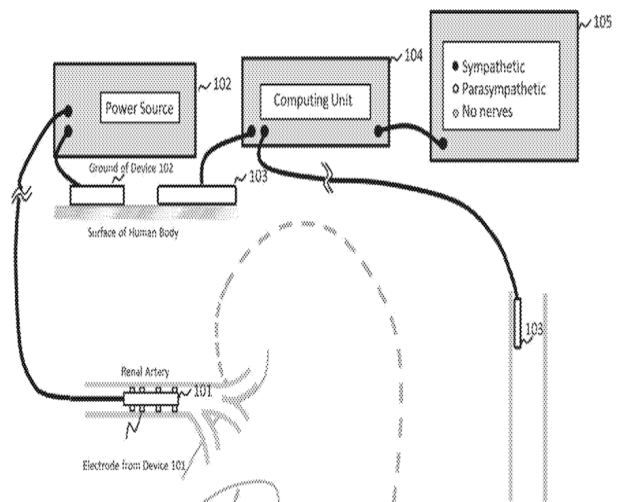 105
Sympathetic
Parasympathetic
No nerves
104
Computing Unit
102
Power Source
Ground of Device 102
103
Surface of Human Body
103
Renal Artery
101
Electrode from Device 101